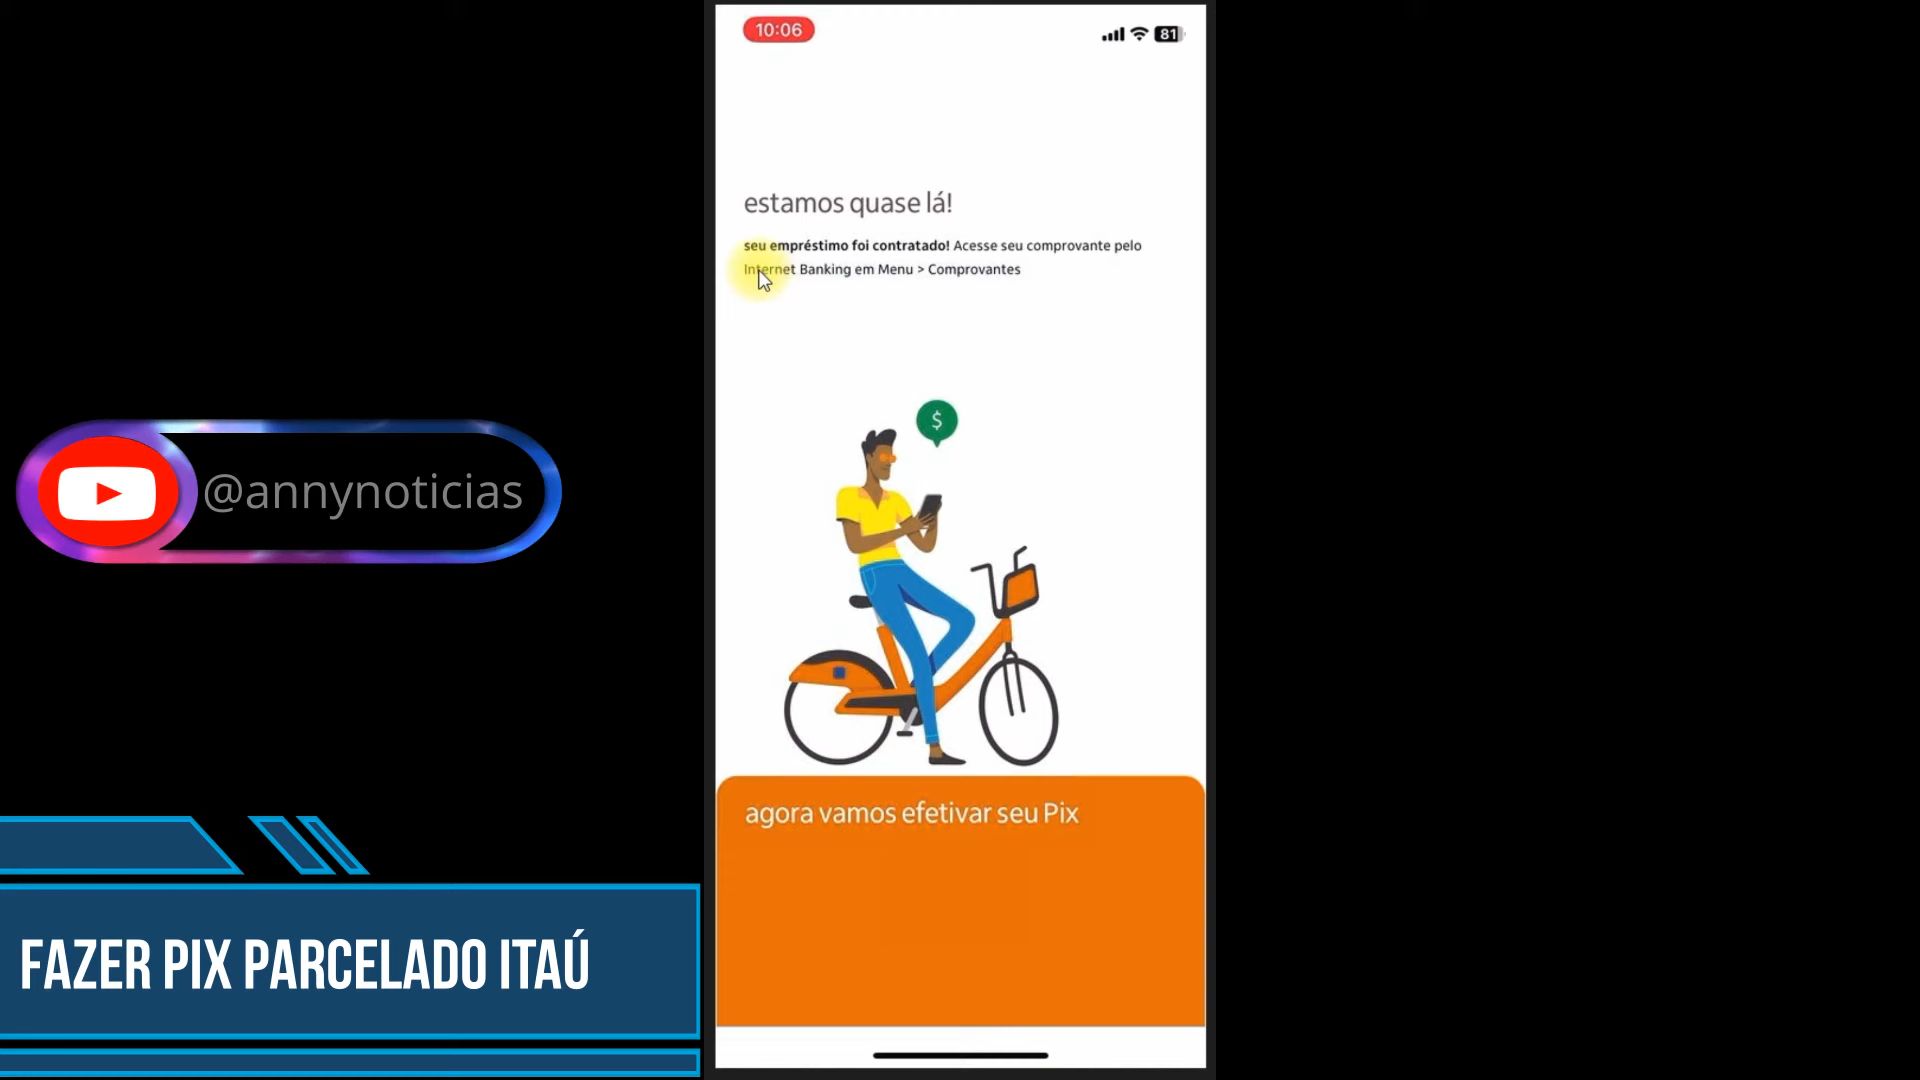 10:06
81
estamos quase lá!
seu empréstimo foi contratado! Acesse seu comprovante pelo
Internet Banking em Menu > Comprovantes
$
@annynoticias
agora vamos efetivar seu Pix
FAZER PIX PARCELADO ITAÚ